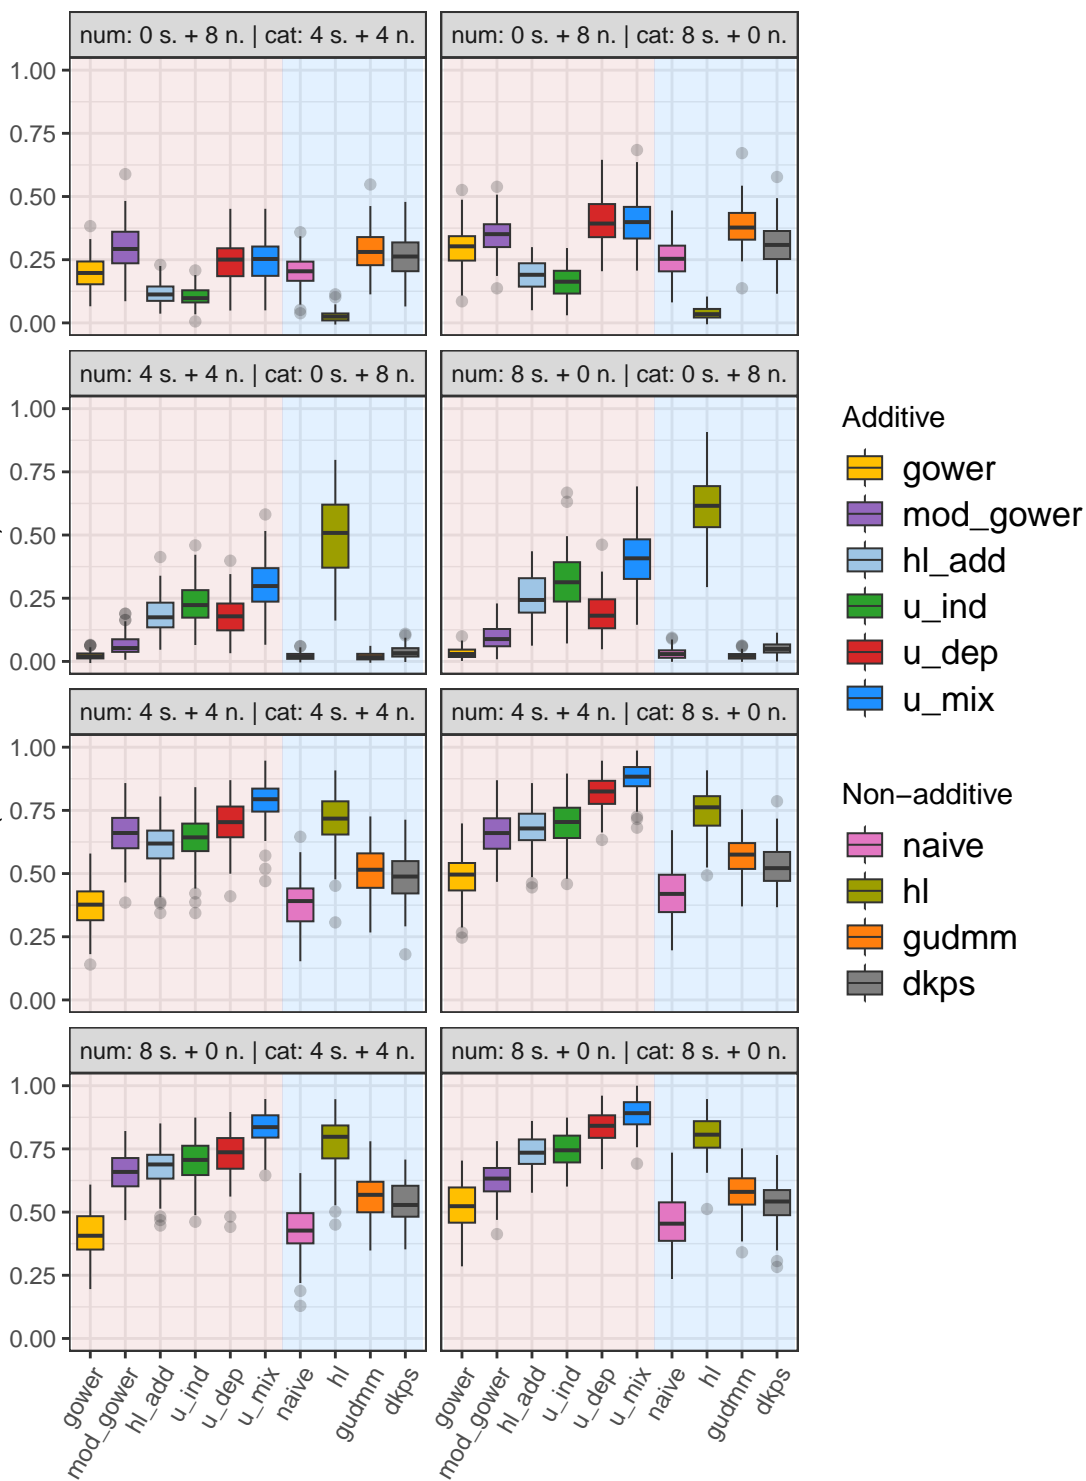 num: 0 s. + 8 n. | cat: 4 s. + 4 n.
num: 0 s. + 8 n. | cat: 8 s. + 0 n.
1.00
0.75
0.50
0.25
0.00
num: 4 s. + 4 n. | cat: 0 s. + 8 n.
num: 8 s. + 0 n. | cat: 0 s. + 8 n.
1.00
0.75
0.50
0.25
0.00
num: 4 s. + 4 n. | cat: 4 s. + 4 n.
num: 4 s. + 4 n. | cat: 8 s. + 0 n.
1.00
0.75
0.50
0.25
0.00
num: 8 s. + 0 n. | cat: 4 s. + 4 n.
num: 8 s. + 0 n. | cat: 8 s. + 0 n.
1.00
0.75
0.50
0.25
0.00
gower
mod_gower
hl_add
u_ind
u_dep
u_mix
naive
hl
gudmm
dkps
gower
mod_gower
hl_add
u_ind
u_dep
u_mix
naive
hl
gudmm
dkps
Additive
gower
mod_gower
hl_add
u_ind
u_dep
u_mix
Non−additive
naive
hl
gudmm
dkps